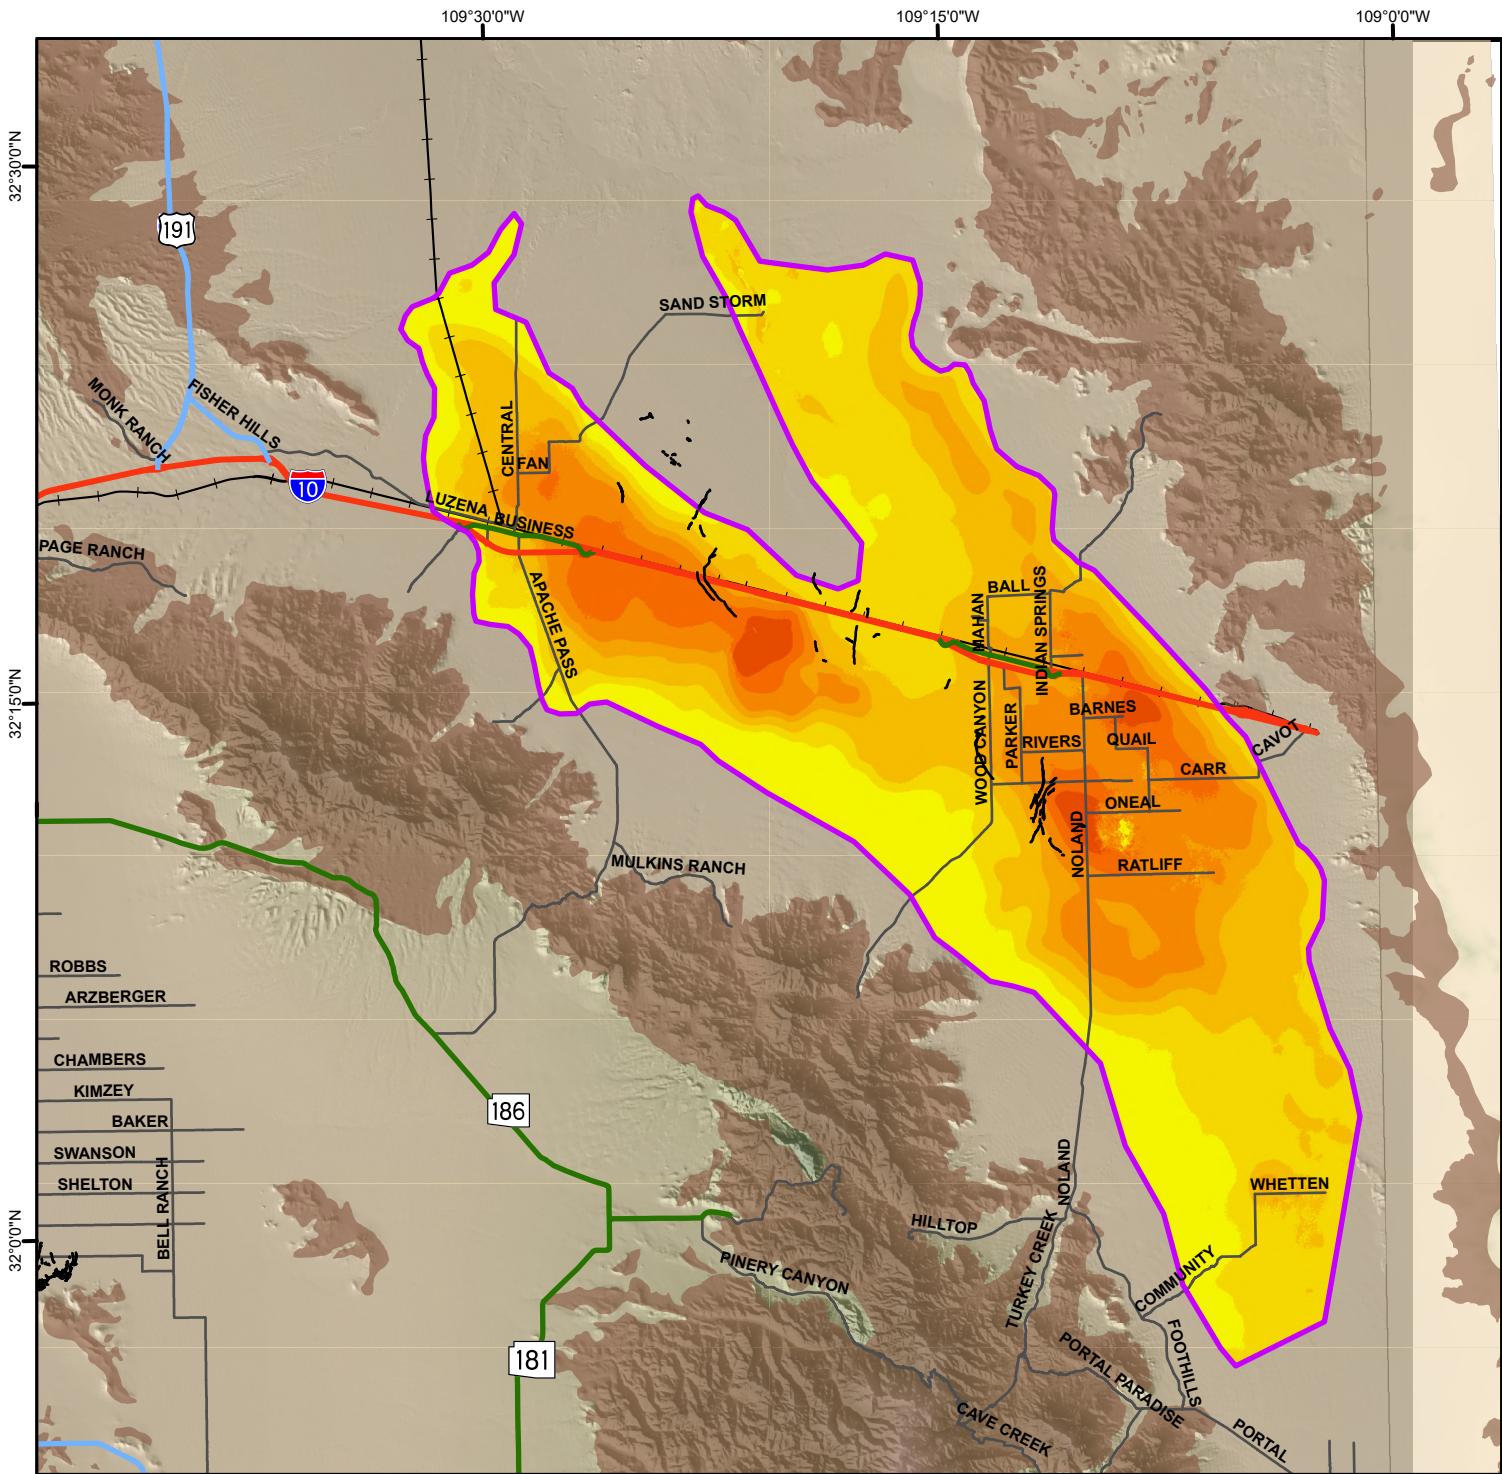 109°30'0"W
109°15'0"W
109°0'0"W
32°30'0"N
191
SAND STORM
MONK RANCH
FISHER HILLS
CENTRAL
FAN
10
LUZENA BUSINESS
PAGE RANCH
APACHE PASS
BALL
MAHAN
INDIAN SPRINGS
32°15'0"N
WOOD CANYON
PARKER
BARNES
RIVERS
QUAIL
CAVOT
CARR
ONEAL
NOLAND
RATLIFF
MULKINS RANCH
ROBBS
ARZBERGER
CHAMBERS
KIMZEY
BAKER
186
SWANSON
SHELTON
BELL RANCH
NOLAND
WHETTEN
32°0'0"N
HILLTOP
TURKEY CREEK
PINERY CANYON
COMMUNITY
FOOTHILLS
181
PORTAL PARADISE
CAVE CREEK
PORTAL